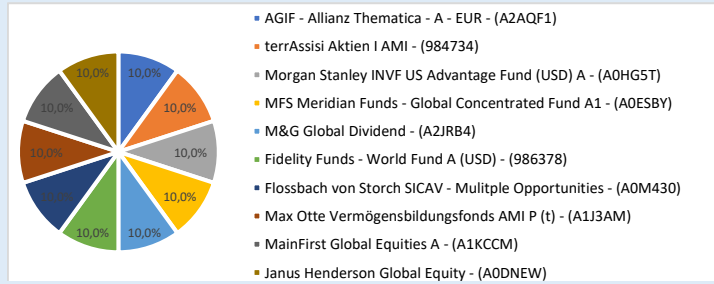 10,0%
10,0%
10,0%
10,0%
10,0%
10,0%
10,0%
10,0%
10,0%
10,0%
AGIF - Allianz Thematica - A - EUR - (A2AQF1)
terrAssisi Aktien I AMI - (984734)
Morgan Stanley INVF US Advantage Fund (USD) A - (A0HG5T)
MFS Meridian Funds - Global Concentrated Fund A1 - (A0ESBY)
M&G Global Dividend - (A2JRB4)
Fidelity Funds - World Fund A (USD) - (986378)
Flossbach von Storch SICAV - Mulitple Opportunities - (A0M430)
Max Otte Vermögensbildungsfonds AMI P (t) - (A1J3AM)
MainFirst Global Equities A - (A1KCCM)
Janus Henderson Global Equity - (A0DNEW)